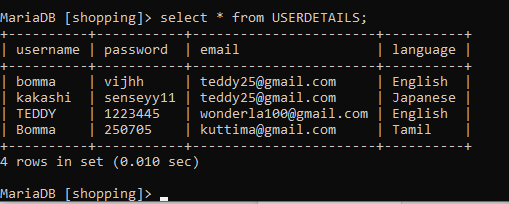 MariaDB [shopping]> select * from USERDETAILS;
+----------+-----------+-----------------------+----------+
| username | password  | email                 | language |
+----------+-----------+-----------------------+----------+
| bomma    | vijhh     | teddy25@gmail.com     | English  |
| kakashi  | senseyy11 | teddy25@gmail.com     | Japanese |
| TEDDY    | 1223445   | wonderla100@gmail.com | English  |
| Bomma    | 250705    | kuttima@gmail.com     | Tamil    |
+----------+-----------+-----------------------+----------+
4 rows in set (0.010 sec)
MariaDB [shopping]>